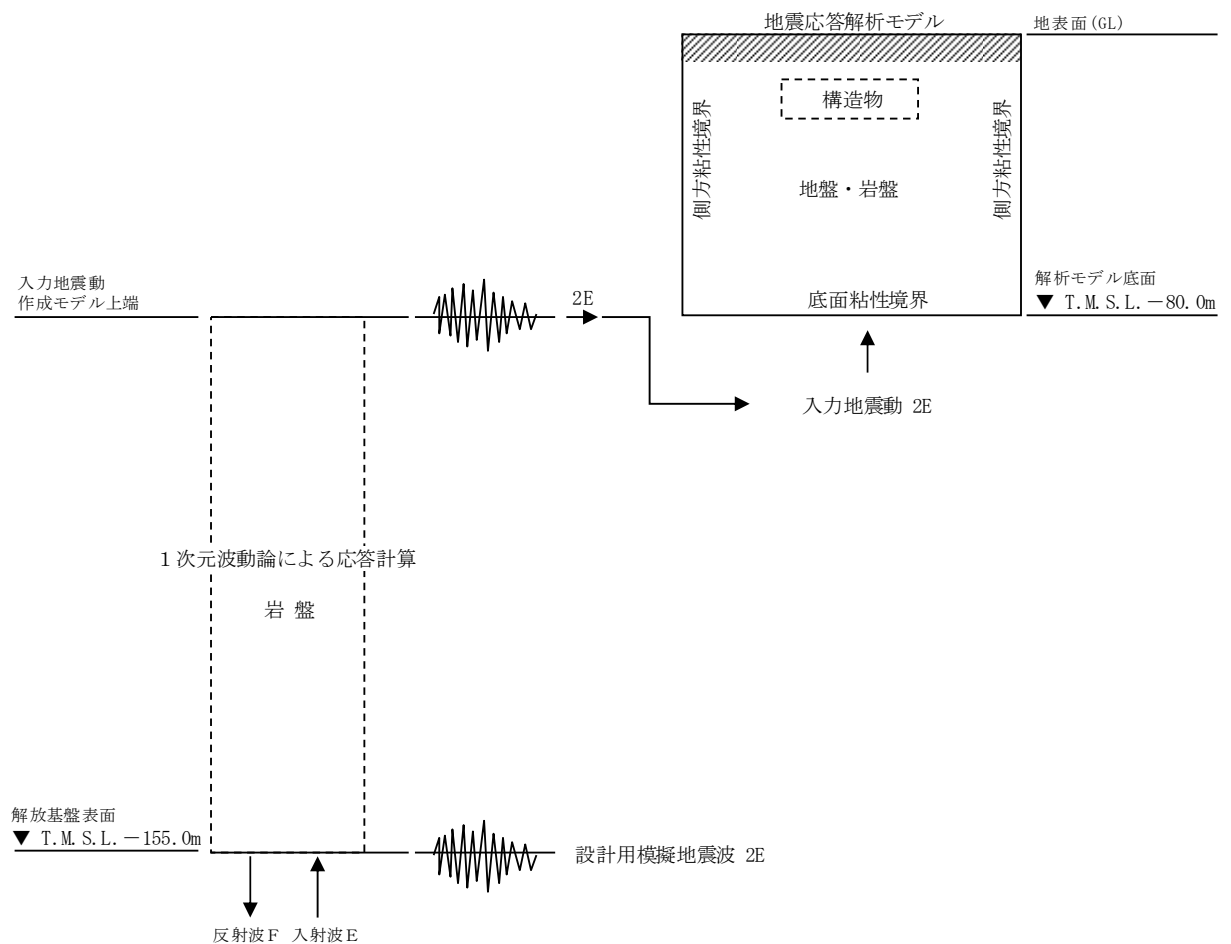 地震応答解析モデル
地表面(GL)
構造物
側方粘性境界
側方粘性境界
地盤・岩盤
解析モデル底面
▼ T.M.S.L.－80.0m
底面粘性境界
入力地震動
作成モデル上端
2E
入力地震動 2E
１次元波動論による応答計算
岩 盤
解放基盤表面
▼ T.M.S.L.－155.0m
設計用模擬地震波 2E
反射波Ｆ 入射波Ｅ